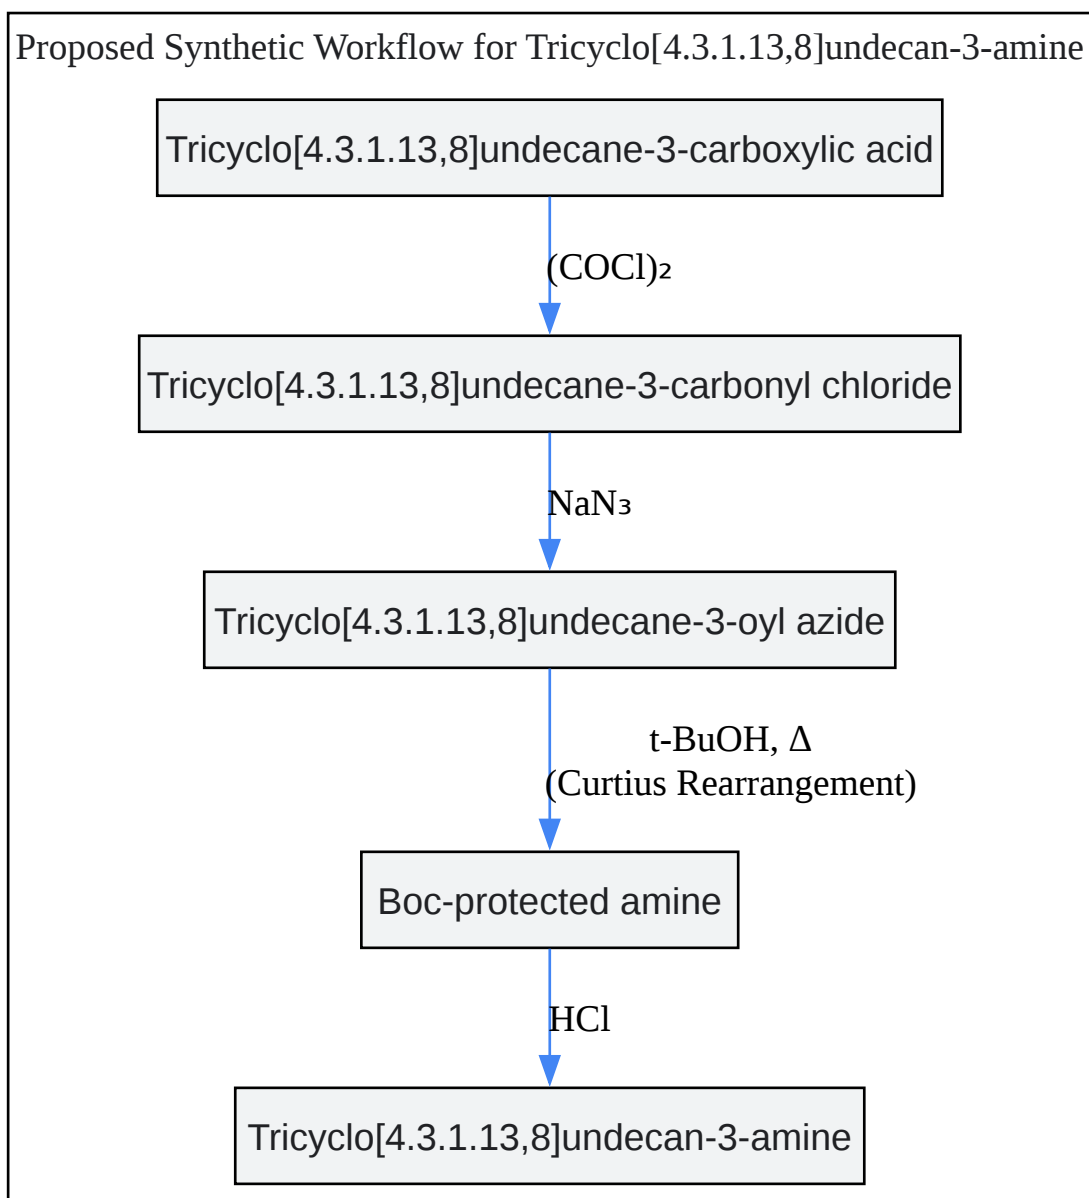 Proposed Synthetic Workflow for Tricyclo[4.3.1.13,8]undecan-3-amine
Tricyclo[4.3.1.13,8]undecane-3-carboxylic acid
(COCl)₂
Tricyclo[4.3.1.13,8]undecane-3-carbonyl chloride
NaN₃
Tricyclo[4.3.1.13,8]undecane-3-oyl azide
t-BuOH, Δ
(Curtius Rearrangement)
Boc-protected amine
HCl
Tricyclo[4.3.1.13,8]undecan-3-amine